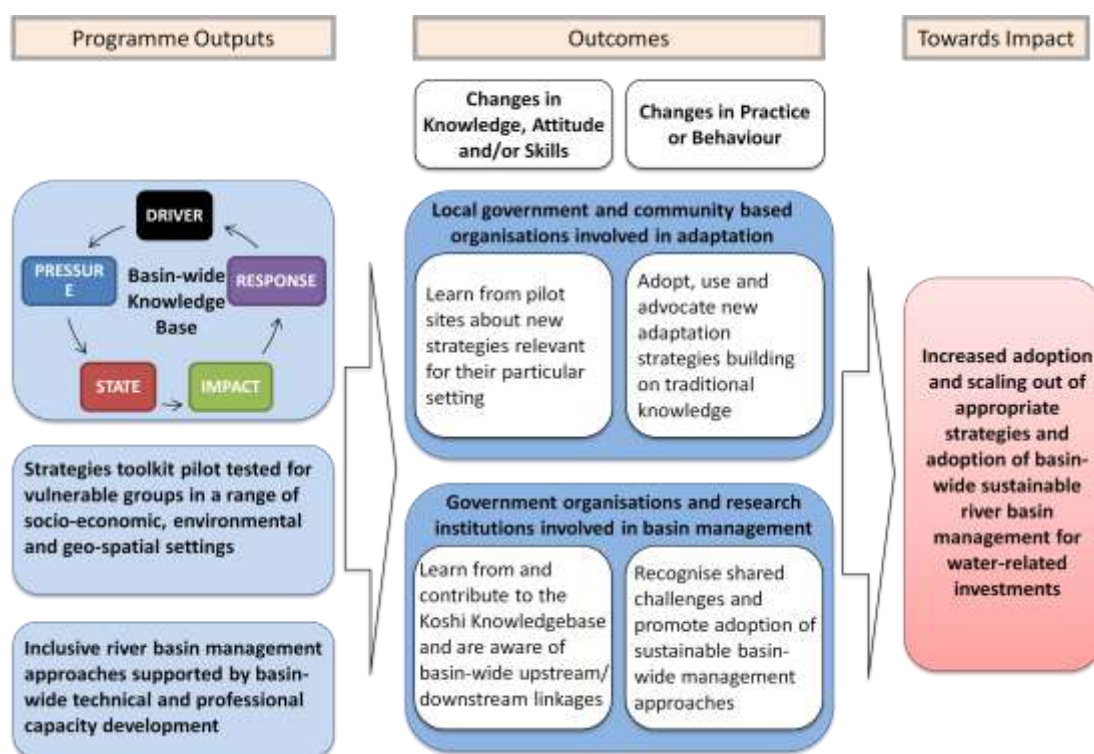 Programme Outputs
Outcomes
Towards Impact
Changes in
Knowledge, Attitude
and/or Skills
Changes in Practice
or Behaviour
DRIVER
PRESSUR
E
Basin-wide
Knowledge
Base
RESPONSE
STATE
IMPACT
Strategies toolkit pilot tested for
vulnerable groups in a range of
socio-economic, environmental
and geo-spatial settings
Inclusive river basin management
approaches supported by basin-
wide technical and professional
capacity development
Local government and community based
organisations involved in adaptation
Learn from pilot
sites about new
strategies relevant
for their particular
setting
Adopt, use and
advocate new
adaptation
strategies building
on traditional
knowledge
Government organisations and research
institutions involved in basin management
Learn from and
contribute to the
Koshi Knowledgebase
and are aware of
basin-wide upstream/
downstream linkages
Recognise shared
challenges and
promote adoption of
sustainable basin-
wide management
approaches
Increased adoption
and scaling out of
appropriate
strategies and
adoption of basin-
wide sustainable
river basin
management for
water-related
investments